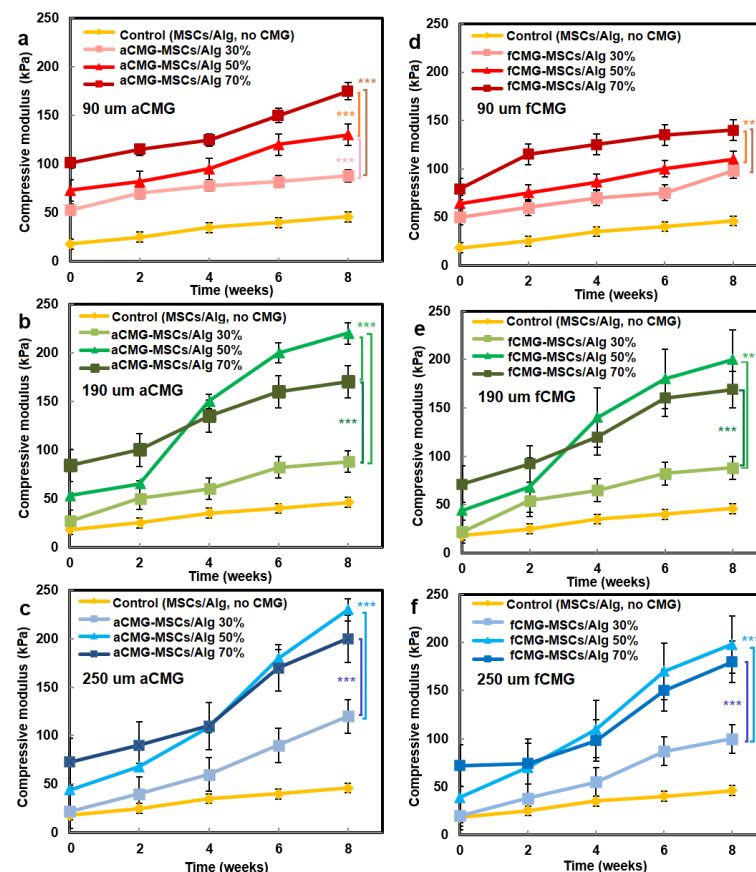 a
Compressive modulus (kPa)
250
200
150
100
50
0
Control (MSCs/Alg, no CMG)
aCMG-MSCs/Alg 30%
aCMG-MSCs/Alg 50%
aCMG-MSCs/Alg 70%
90 um aCMG
***
***
***
0 2 4 6 8
Time (weeks)
d
Compressive modulus (kPa)
250
200
150
100
50
0
Control (MSCs/Alg, no CMG)
fCMG-MSCs/Alg 30%
fCMG-MSCs/Alg 50%
fCMG-MSCs/Alg 70%
90 um fCMG
**
0 2 4 6 8
Time (weeks)
b
Compressive modulus (kPa)
250
200
150
100
50
0
Control (MSCs/Alg, no CMG)
aCMG-MSCs/Alg 30%
aCMG-MSCs/Alg 50%
aCMG-MSCs/Alg 70%
190 um aCMG
***
***
0 2 4 6 8
Time (weeks)
e
Compressive modulus (kPa)
250
200
150
100
50
0
Control (MSCs/Alg, no CMG)
fCMG-MSCs/Alg 30%
fCMG-MSCs/Alg 50%
fCMG-MSCs/Alg 70%
190 um fCMG
***
***
0 2 4 6 8
Time (weeks)
c
Compressive modulus (kPa)
250
200
150
100
50
0
Control (MSCs/Alg, no CMG)
aCMG-MSCs/Alg 30%
aCMG-MSCs/Alg 50%
aCMG-MSCs/Alg 70%
250 um aCMG
***
***
0 2 4 6 8
Time (weeks)
f
Compressive modulus (kPa)
250
200
150
100
50
0
Control (MSCs/Alg, no CMG)
fCMG-MSCs/Alg 30%
fCMG-MSCs/Alg 50%
fCMG-MSCs/Alg 70%
250 um fCMG
***
***
0 2 4 6 8
Time (weeks)